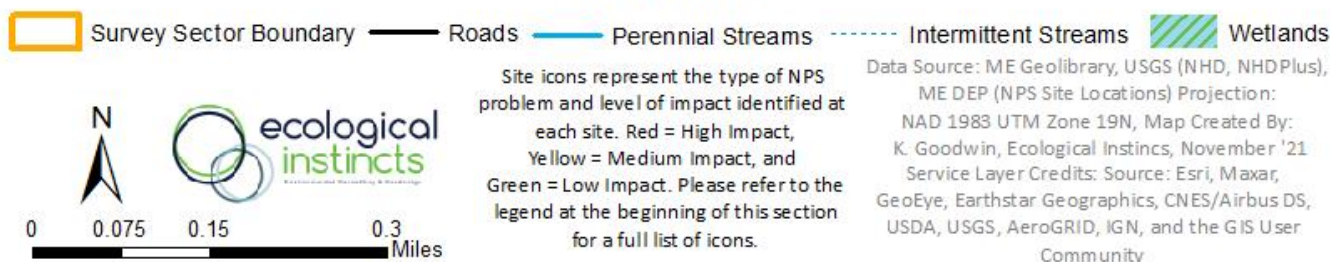 Survey Sector Boundary Roads Perennial Streams Intermittent Streams Wetlands
N
ecological
instincts
0 0.075 0.15 0.3
Miles
Site icons represent the type of NPS
problem and level of impact identified at
each site. Red = High Impact,
Yellow = Medium Impact, and
Green = Low Impact. Please refer to the
legend at the beginning of this section
for a full list of icons.
Data Source: ME Geolibrary, USGS (NHD, NHDPlus),
ME DEP (NPS Site Locations) Projection:
NAD 1983 UTM Zone 19N, Map Created By:
K. Goodwin, Ecological Instincs, November '21
Service Layer Credits: Source: Esri, Maxar,
GeoEye, Earthstar Geographics, CNES/Airbus DS,
USDA, USGS, AeroGRID, IGN, and the GIS User
Community